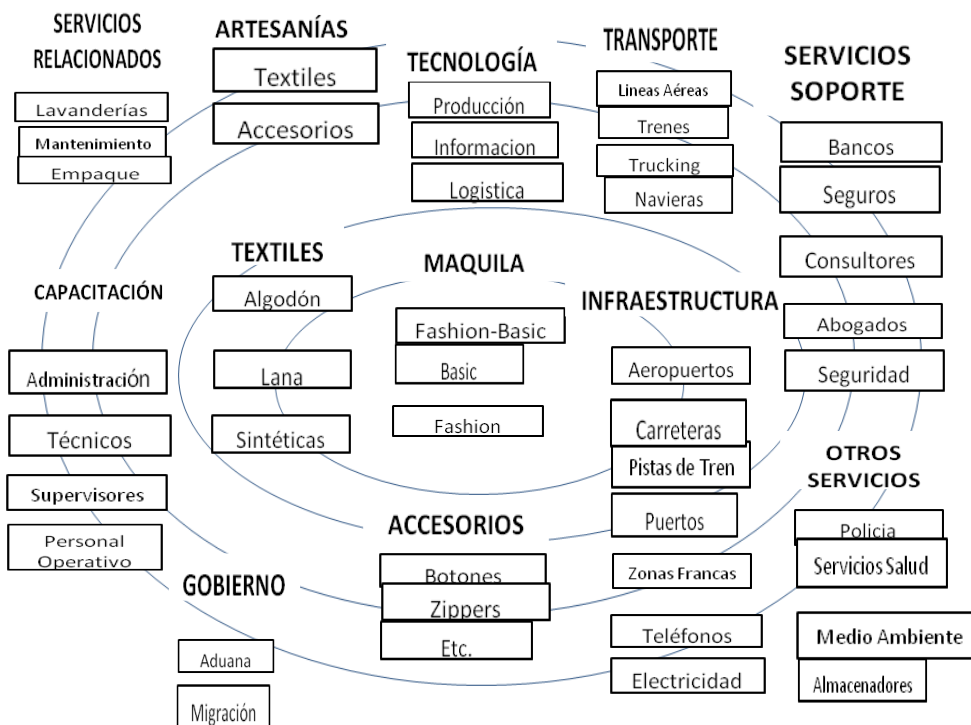 SERVICIOS
RELACIONADOS
Lavanderías
Mantenimiento
Empaque
ARTESANÍAS
Textiles
Accesorios
TECNOLOGÍA
Producción
Informacion
Logistica
TRANSPORTE
Lineas Aéreas
Trenes
Trucking
Navieras
SERVICIOS
SOPORTE
Bancos
Seguros
Consultores
Abogados
Seguridad
CAPACITACIÓN
Administración
Técnicos
Supervisores
Personal
Operativo
TEXTILES
Algodón
Lana
Sintéticas
MAQUILA
Fashion-Basic
Basic
Fashion
INFRAESTRUCTURA
Aeropuertos
Carreteras
Pistas de Tren
Puertos
Zonas Francas
Teléfonos
Electricidad
OTROS
SERVICIOS
Policia
Servicios Salud
Medio Ambiente
Almacenadores
GOBIERNO
Aduana
Migración
ACCESORIOS
Botones
Zippers
Etc.